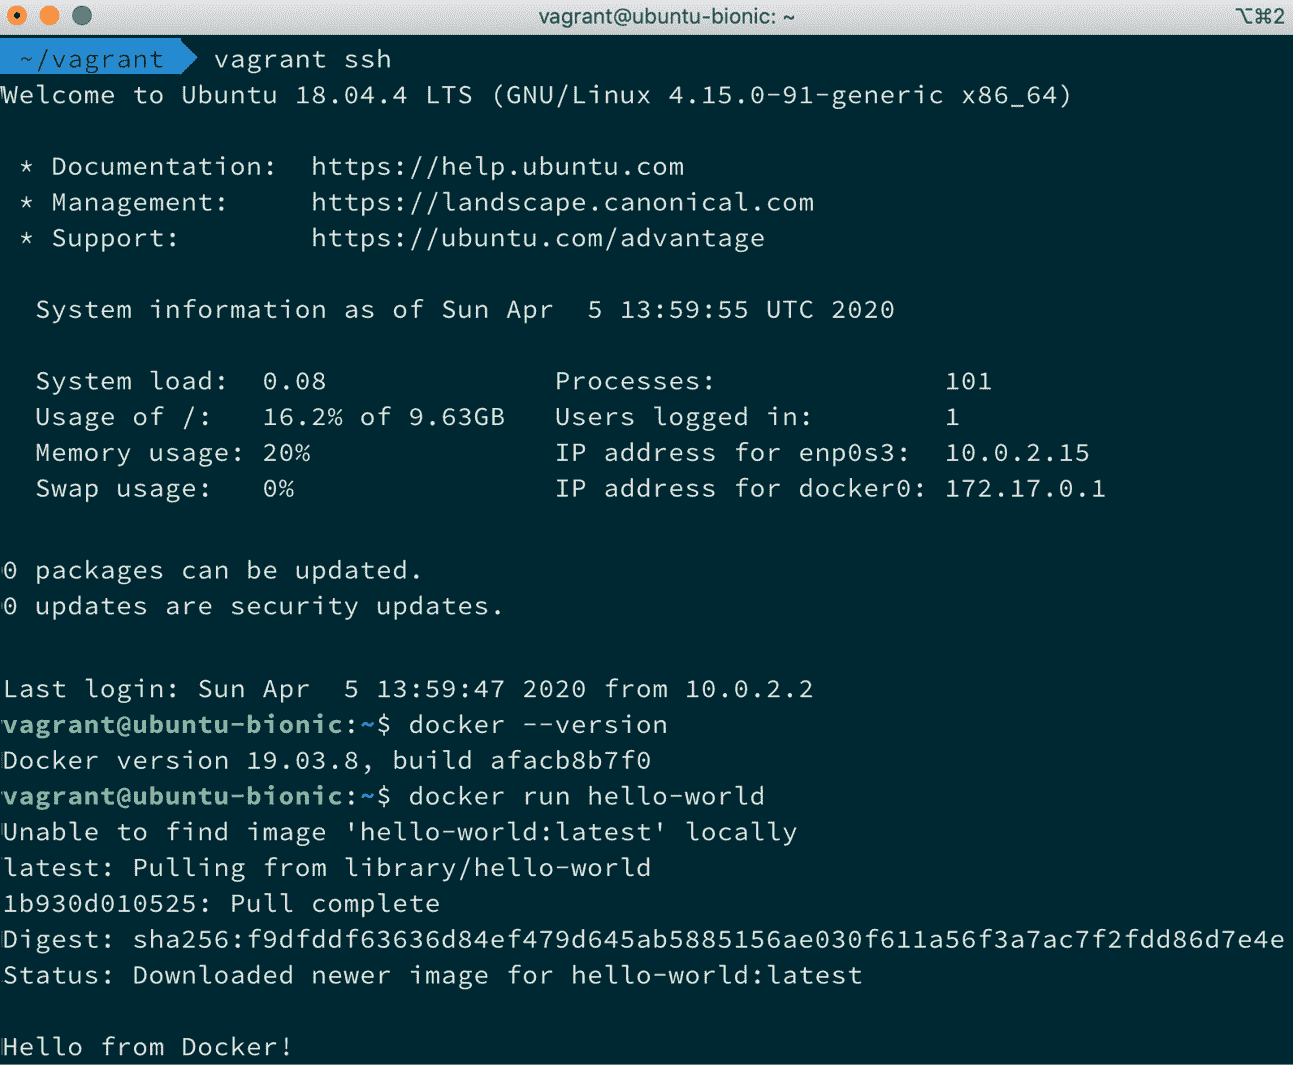 vagrant@ubuntu-bionic: ~
⌥⌘2
~/vagrant vagrant ssh
Welcome to Ubuntu 18.04.4 LTS (GNU/Linux 4.15.0-91-generic x86_64)
* Documentation:  https://help.ubuntu.com
* Management:     https://landscape.canonical.com
* Support:        https://ubuntu.com/advantage
System information as of Sun Apr  5 13:59:55 UTC 2020
System load:  0.08              Processes:              101
Usage of /:   16.2% of 9.63GB   Users logged in:        1
Memory usage: 20%               IP address for enp0s3:  10.0.2.15
Swap usage:   0%                IP address for docker0: 172.17.0.1
0 packages can be updated.
0 updates are security updates.
Last login: Sun Apr  5 13:59:47 2020 from 10.0.2.2
vagrant@ubuntu-bionic:~$ docker --version
Docker version 19.03.8, build afacb8b7f0
vagrant@ubuntu-bionic:~$ docker run hello-world
Unable to find image 'hello-world:latest' locally
latest: Pulling from library/hello-world
1b930d010525: Pull complete
Digest: sha256:f9dfddf63636d84ef479d645ab5885156ae030f611a56f3a7ac7f2fdd86d7e4e
Status: Downloaded newer image for hello-world:latest
Hello from Docker!